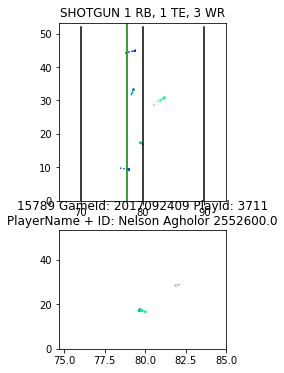 SHOTGUN 1 RB, 1 TE, 3 WR
50
40
30
20
10
0
70 80 90
15789 GameId: 2017092409 PlayId: 3711
PlayerName + ID: Nelson Agholor 2552600.0
40
20
0
75.0 77.5 80.0 82.5 85.0